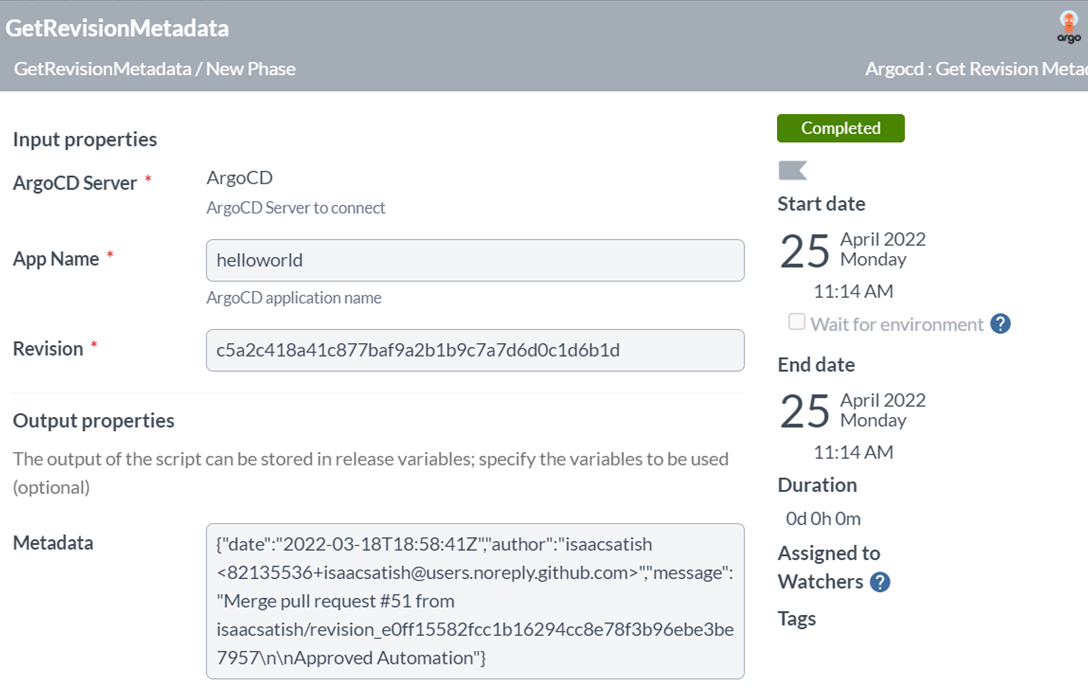 GetRevisionMetadata
argo
GetRevisionMetadata / New Phase
Argocd : Get Revision Metad
Input properties
ArgoCD Server *
ArgoCD
ArgoCD Server to connect
App Name *
helloworld
ArgoCD application name
Revision *
c5a2c418a41c877baf9a2b1b9c7a7d6d0c1d6b1d
Output properties
The output of the script can be stored in release variables; specify the variables to be used
(optional)
Metadata
{"date":"2022-03-18T18:58:41Z","author":"isaacsatish
<82135536+isaacsatish@users.noreply.github.com>","message":
"Merge pull request #51 from
isaacsatish/revision_e0ff15582fcc1b16294cc8e78f3b96ebe3be
7957\n\nApproved Automation"}
Completed
Start date
25
April 2022
Monday
11:14 AM
Wait for environment ?
End date
25
April 2022
Monday
11:14 AM
Duration
0d 0h 0m
Assigned to
Watchers ?
Tags